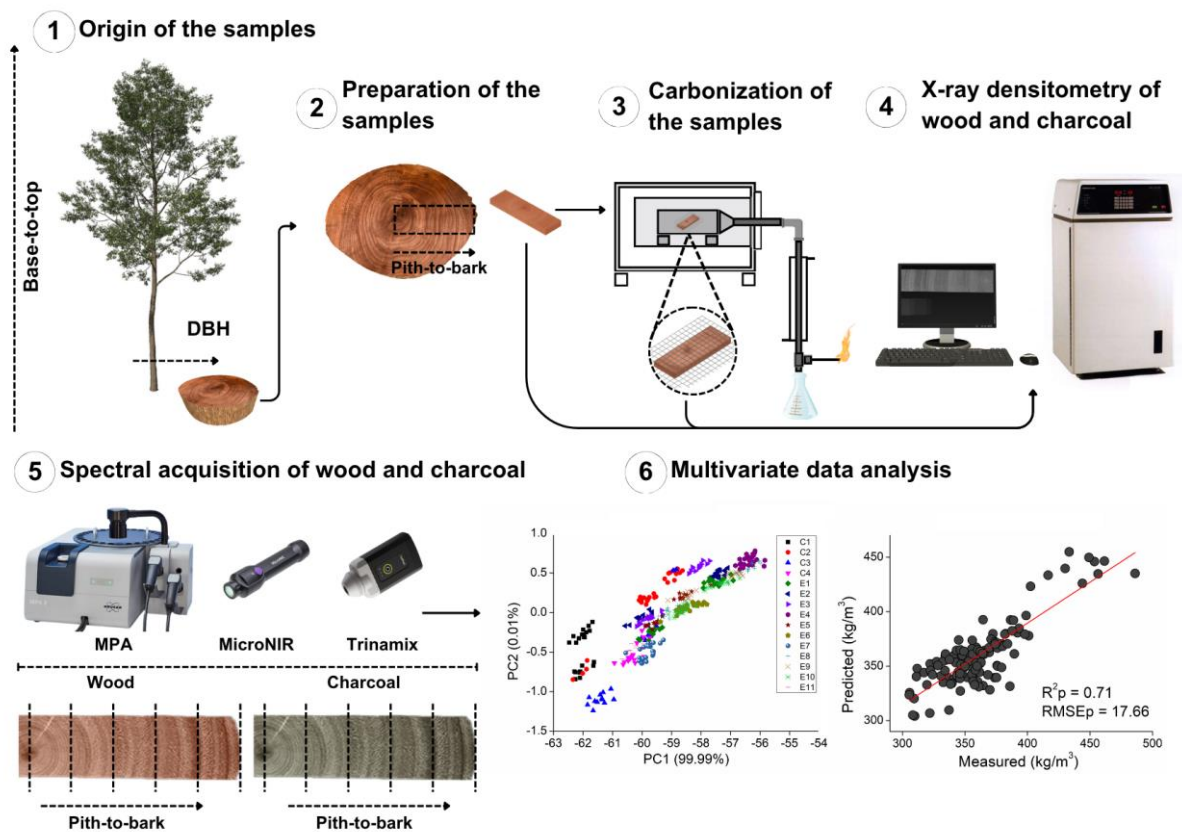 1 Origin of the samples
Base-to-top
DBH
2 Preparation of the
samples
Pith-to-bark
3 Carbonization of
the samples
4 X-ray densitometry of
wood and charcoal
5 Spectral acquisition of wood and charcoal
MPA MicroNIR Trinamix
Wood Charcoal
Pith-to-bark Pith-to-bark
6 Multivariate data analysis
PC2 (0.01%)
1.0
0.5
0.0
-0.5
-1.0
-1.5
-63 -62 -61 -60 -59 -58 -57 -56 -55 -54
PC1 (99.99%)
C1
C2
C3
C4
E1
E2
E3
E4
E5
E6
E7
E8
E9
E10
E11
Predicted (kg/m³)
450
400
350
300
R²p = 0.71
RMSEp = 17.66
300 350 400 450 500
Measured (kg/m³)